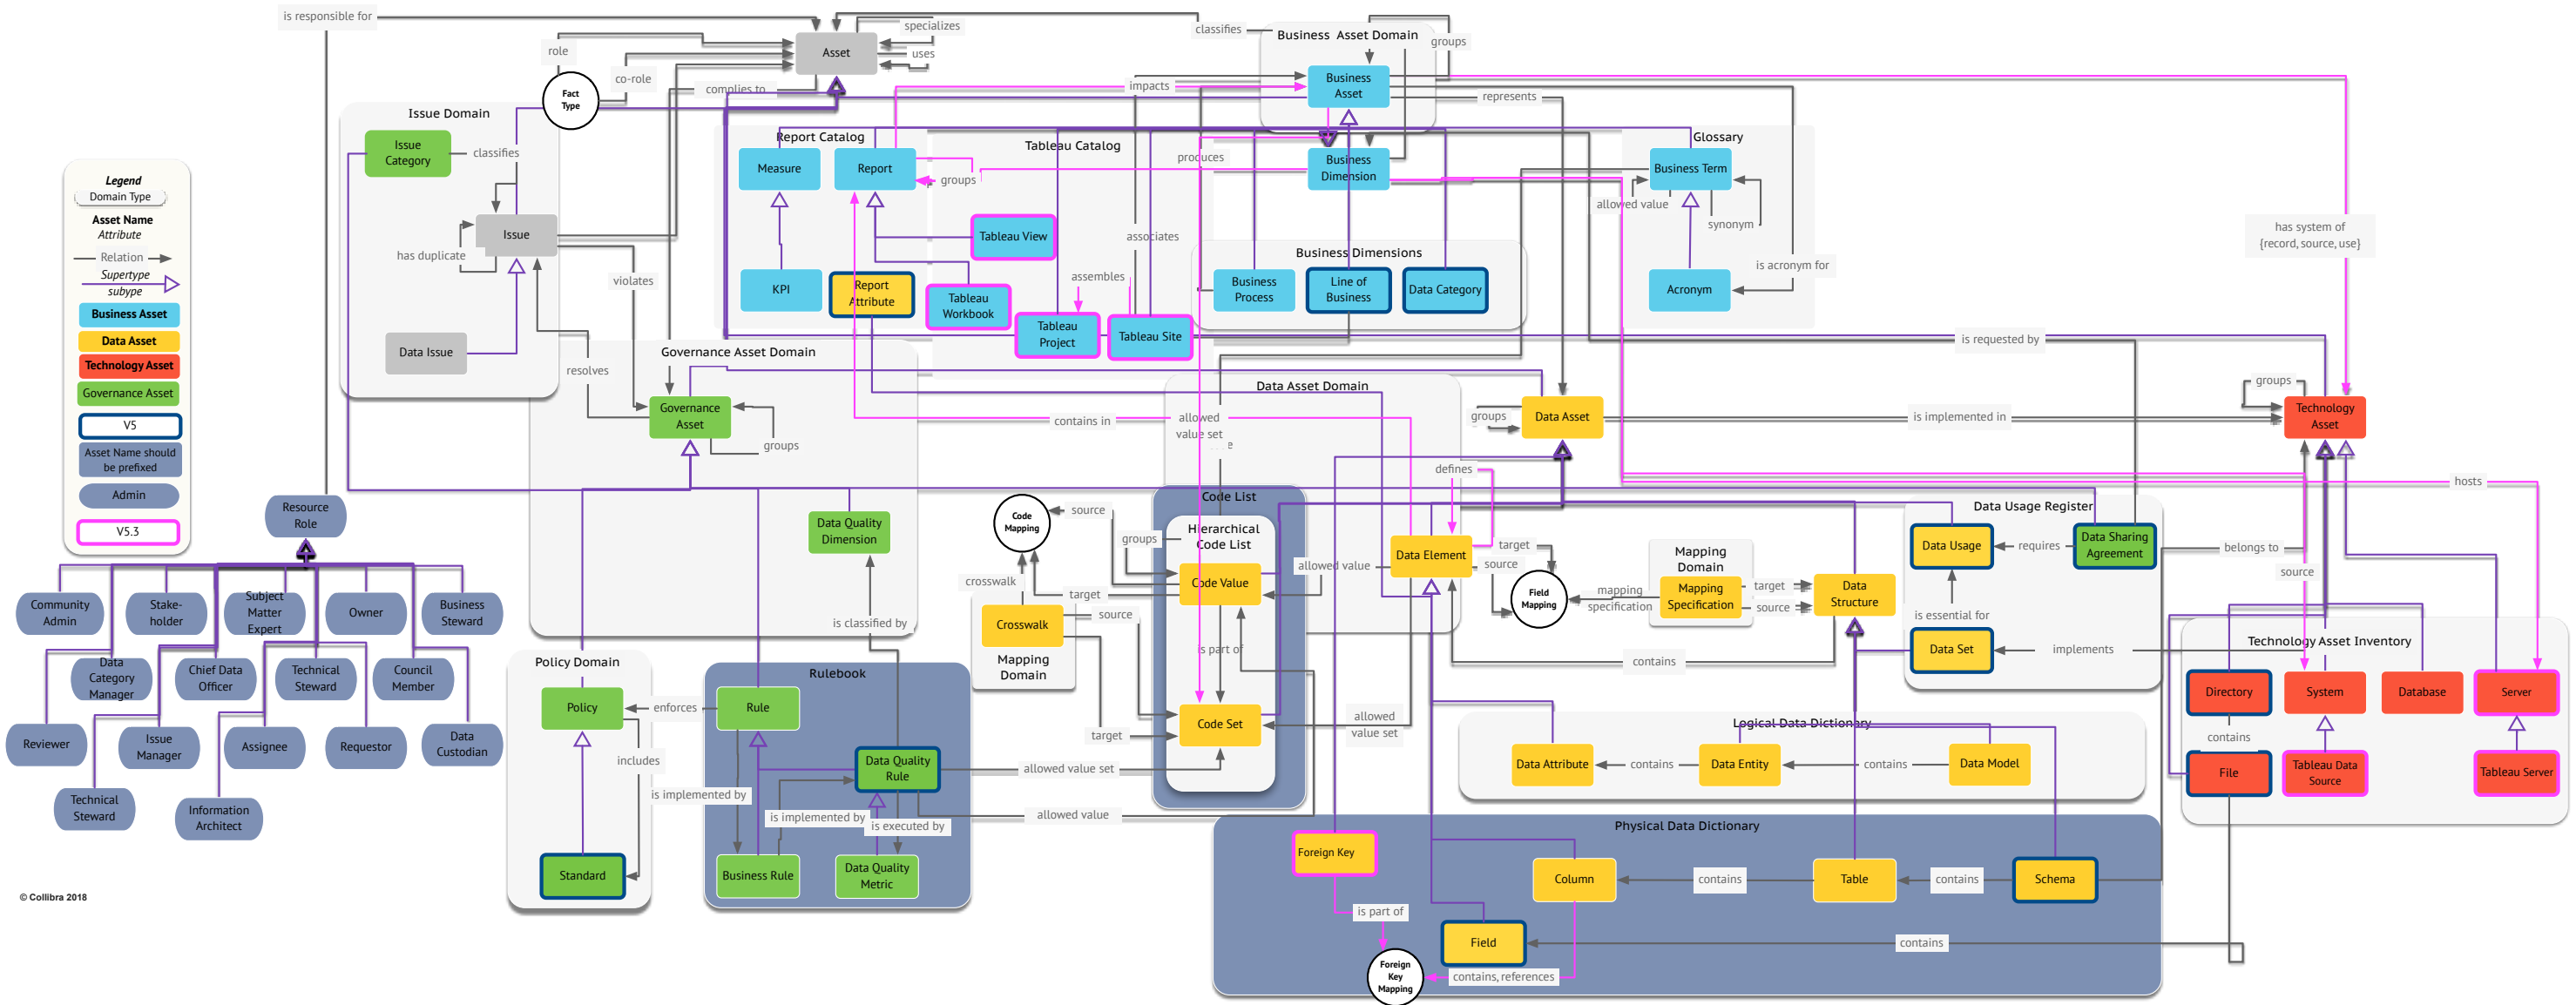 is responsible for
specializes
classifies
Business  Asset Domain
groups
role
Asset
uses
co-role
Fact
Type
complies to
impacts
Business
Asset
represents
Issue Domain
Issue
Category
classifies
Report Catalog
Measure
Report
groups
Tableau Catalog
produces
Business
Dimension
Glossary
Business Term
allowed value
synonym
Legend
Domain Type
Asset Name
Attribute
Relation
Supertype
subype
Business Asset
Data Asset
Technology Asset
Governance Asset
V5
Asset Name should
be prefixed
Admin
V5.3
Issue
has duplicate
violates
Data Issue
resolves
Tableau View
associates
assembles
KPI
Report
Attribute
Tableau
Workbook
Tableau
Project
Tableau Site
Business Dimensions
Business
Process
Line of
Business
Data Category
is acronym for
Acronym
has system of
{record, source, use}
is requested by
Governance Asset Domain
Governance
Asset
groups
Data Asset Domain
contains in
allowed
value set
groups
Data Asset
is implemented in
groups
Technology
Asset
defines
hosts
Resource
Role
Data Quality
Dimension
Code
Mapping
source
Code List
Hierarchical
Code List
groups
Code Value
allowed value
Data Element
target
source
Field
Mapping
mapping
specification
Mapping
Domain
Mapping
Specification
target
source
Data
Structure
Data Usage Register
Data Usage
requires
Data Sharing
Agreement
is essential for
Data Set
implements
belongs to
source
crosswalk
target
Crosswalk
source
Mapping
Domain
target
is part of
Code Set
contains
allowed
value set
is classified by
Community
Admin
Stake-
holder
Subject
Matter
Expert
Owner
Business
Steward
Data
Category
Manager
Chief Data
Officer
Technical
Steward
Council
Member
Reviewer
Issue
Manager
Assignee
Requestor
Data
Custodian
Technical
Steward
Information
Architect
Policy Domain
Policy
enforces
includes
Standard
Rulebook
Rule
Data Quality
Rule
is implemented by
is implemented by
is executed by
Business Rule
Data Quality
Metric
allowed value set
allowed value
Technology Asset Inventory
Directory
System
Database
Server
contains
File
Tableau Data
Source
Tableau Server
Logical Data Dictionary
Data Attribute
contains
Data Entity
contains
Data Model
Physical Data Dictionary
Foreign Key
Column
contains
Table
contains
Schema
is part of
Field
contains
Foreign
Key
Mapping
contains, references
© Collibra 2018